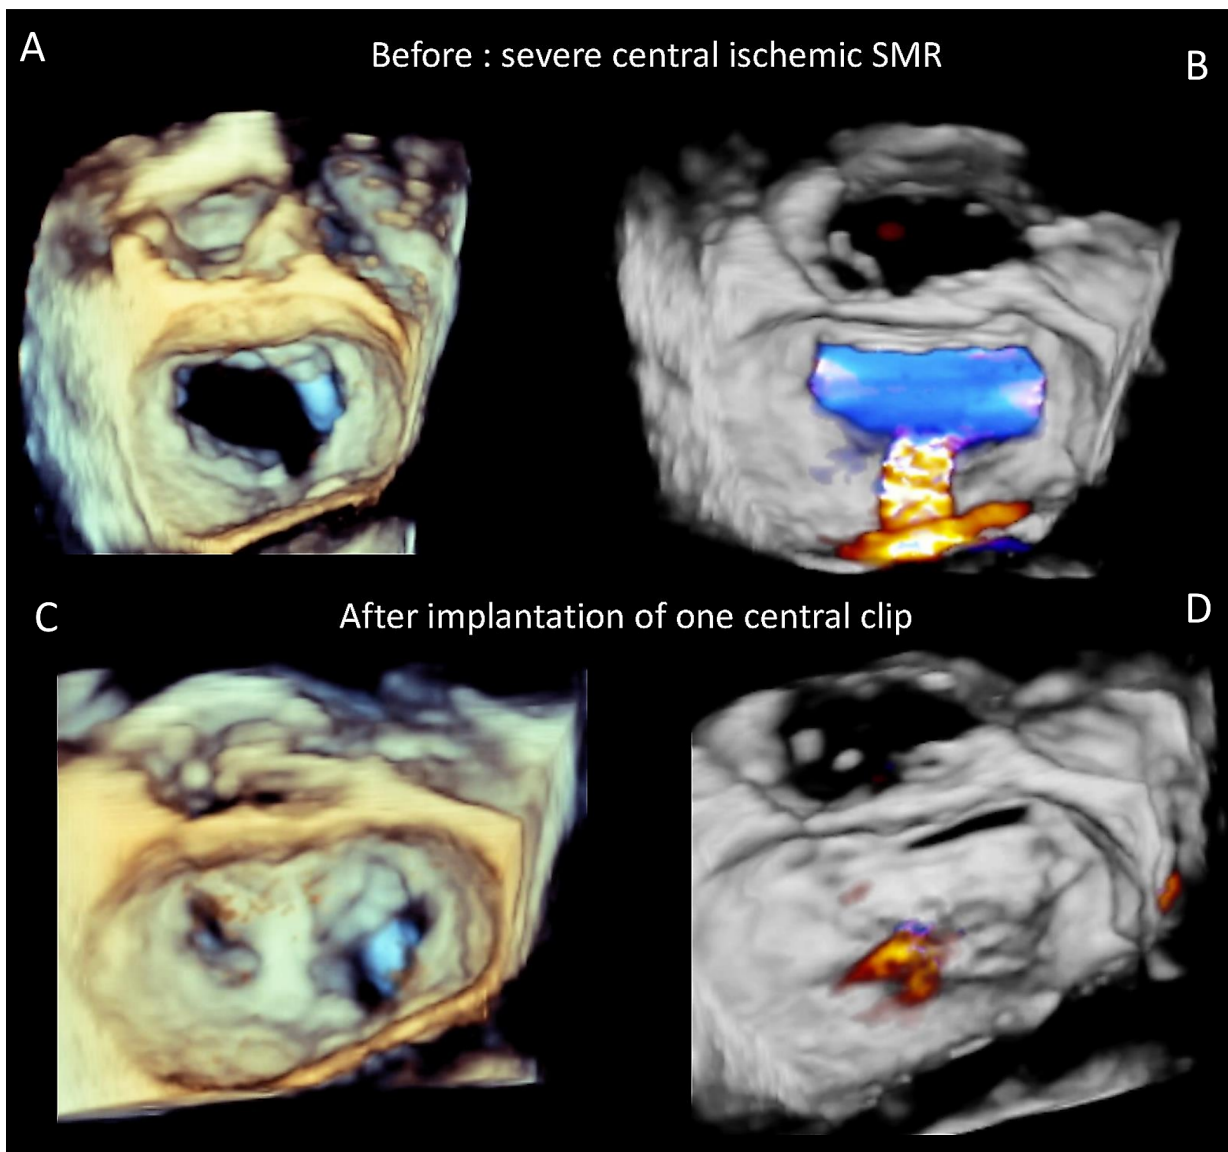 A
Before : severe central ischemic SMR
B
C
After implantation of one central clip
D